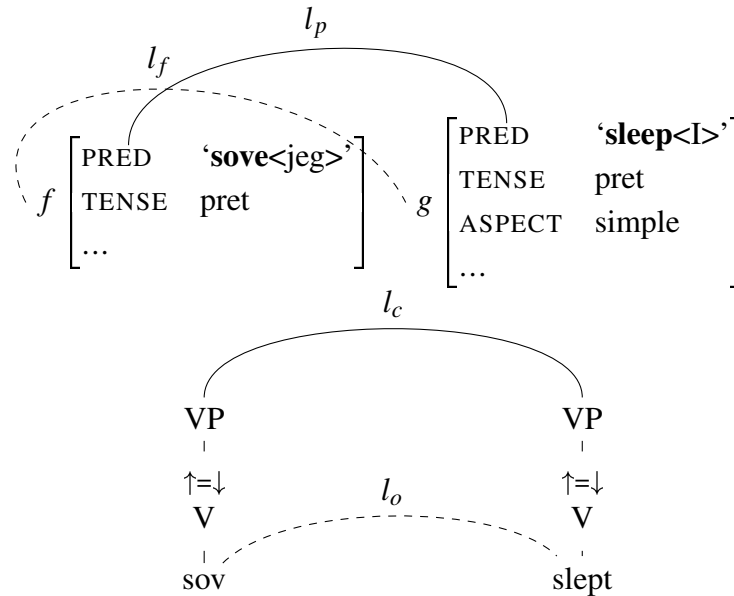 l_p
l_f
f [ PRED ‘sove<jeg>’
TENSE pret
... ]
g [ PRED ‘sleep<I>’
TENSE pret
ASPECT simple
... ]
l_c
VP VP
↑=↓ ↑=↓
V l_o V
sov slept